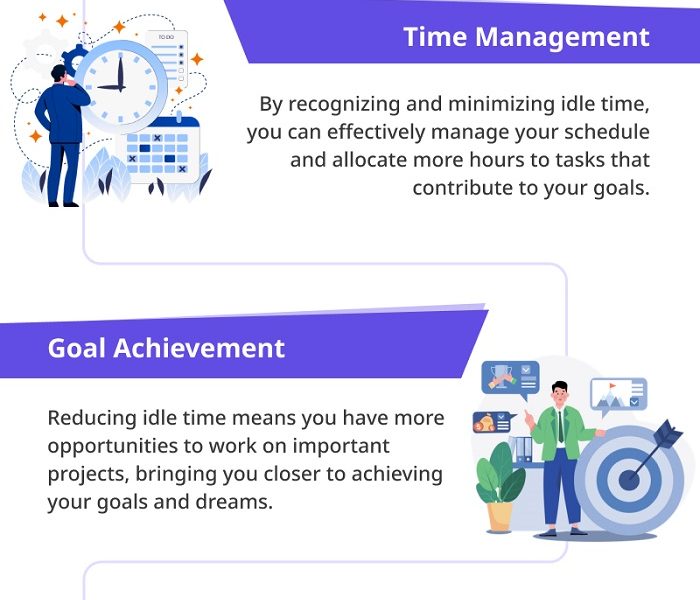 Time Management
By recognizing and minimizing idle time,
you can effectively manage your schedule
and allocate more hours to tasks that
contribute to your goals.
TO DO
Goal Achievement
Reducing idle time means you have more
opportunities to work on important
projects, bringing you closer to achieving
your goals and dreams.